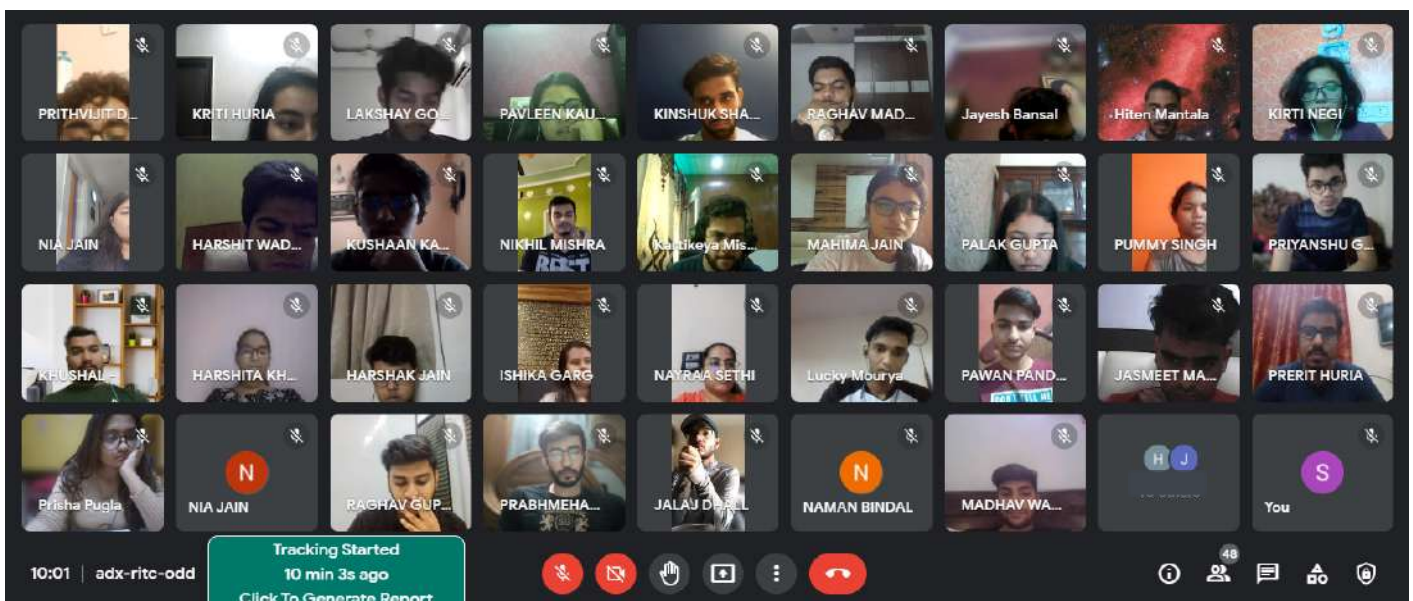 PRITHVIJIT D...
KRITI HURIA
LAKSHAY GO...
PAVLEEN KAU...
KINSHUK SHA...
RAGHAV MAD...
Jayesh Bansal
Hiten Mantala
KIRTI NEGI
NIA JAIN
HARSHIT WAD...
KUSHAAN KA...
NIKHIL MISHRA
BEST
Kartikeya Mis...
MAHIMA JAIN
PALAK GUPTA
PUMMY SINGH
PRIYANSHU G...
KHUSHAL -
HARSHITA KH...
HARSHAK JAIN
ISHIKA GARG
NAYRAA SETHI
Lucky Mourya
PAWAN PAND...
JASMEET MA...
PRERIT HURIA
Prisha Pugla
N
NIA JAIN
RAGHAV GUP...
PRABHMEHA...
JALAJ DHALL
N
NAMAN BINDAL
MADHAV WA...
H J
S
You
10:01 | adx-ritc-odd
Tracking Started
10 min 3s ago
Click To Generate Report
48